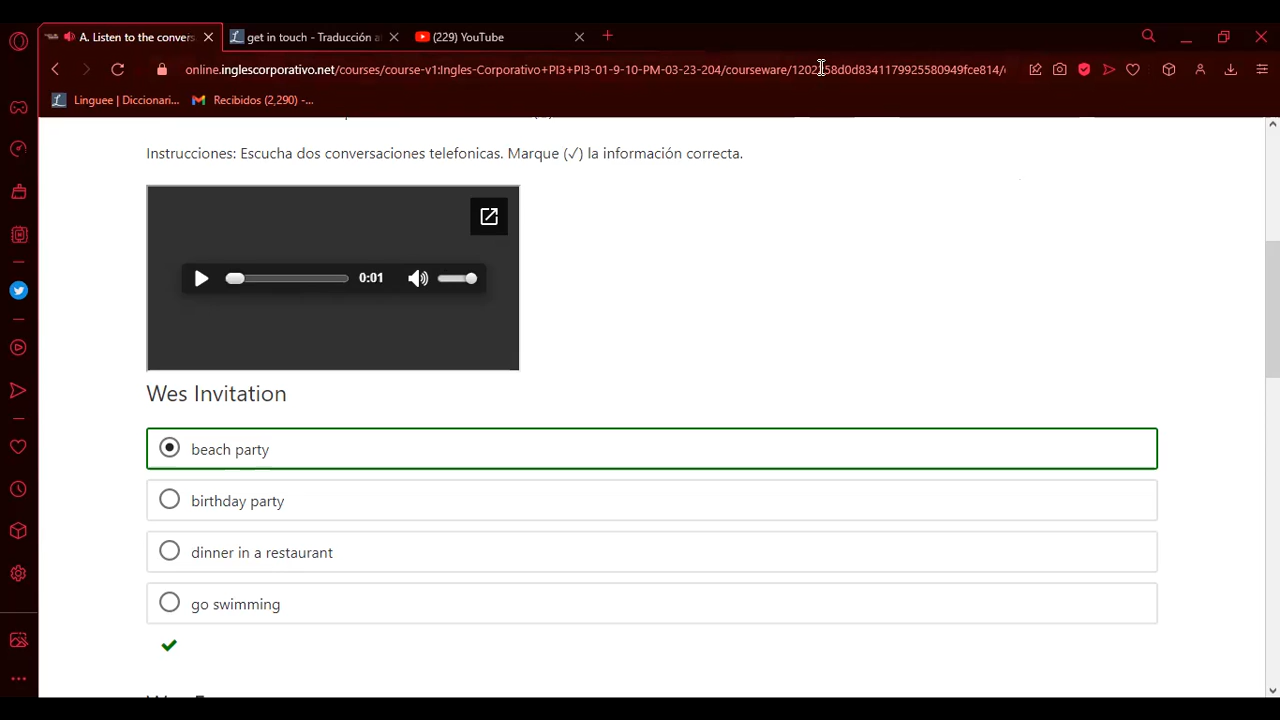 A. Listen to the convers
get in touch - Traducción a
(229) YouTube
online.inglescorporativo.net/courses/course-v1:Ingles-Corporativo+PI3+PI3-01-9-10-PM-03-23-204/courseware/
Linguee | Diccionari...
Recibidos (2,290) -...
Instrucciones: Escucha dos conversaciones telefonicas. Marque (✓) la información correcta.
0:01
Wes Invitation
beach party
birthday party
dinner in a restaurant
go swimming